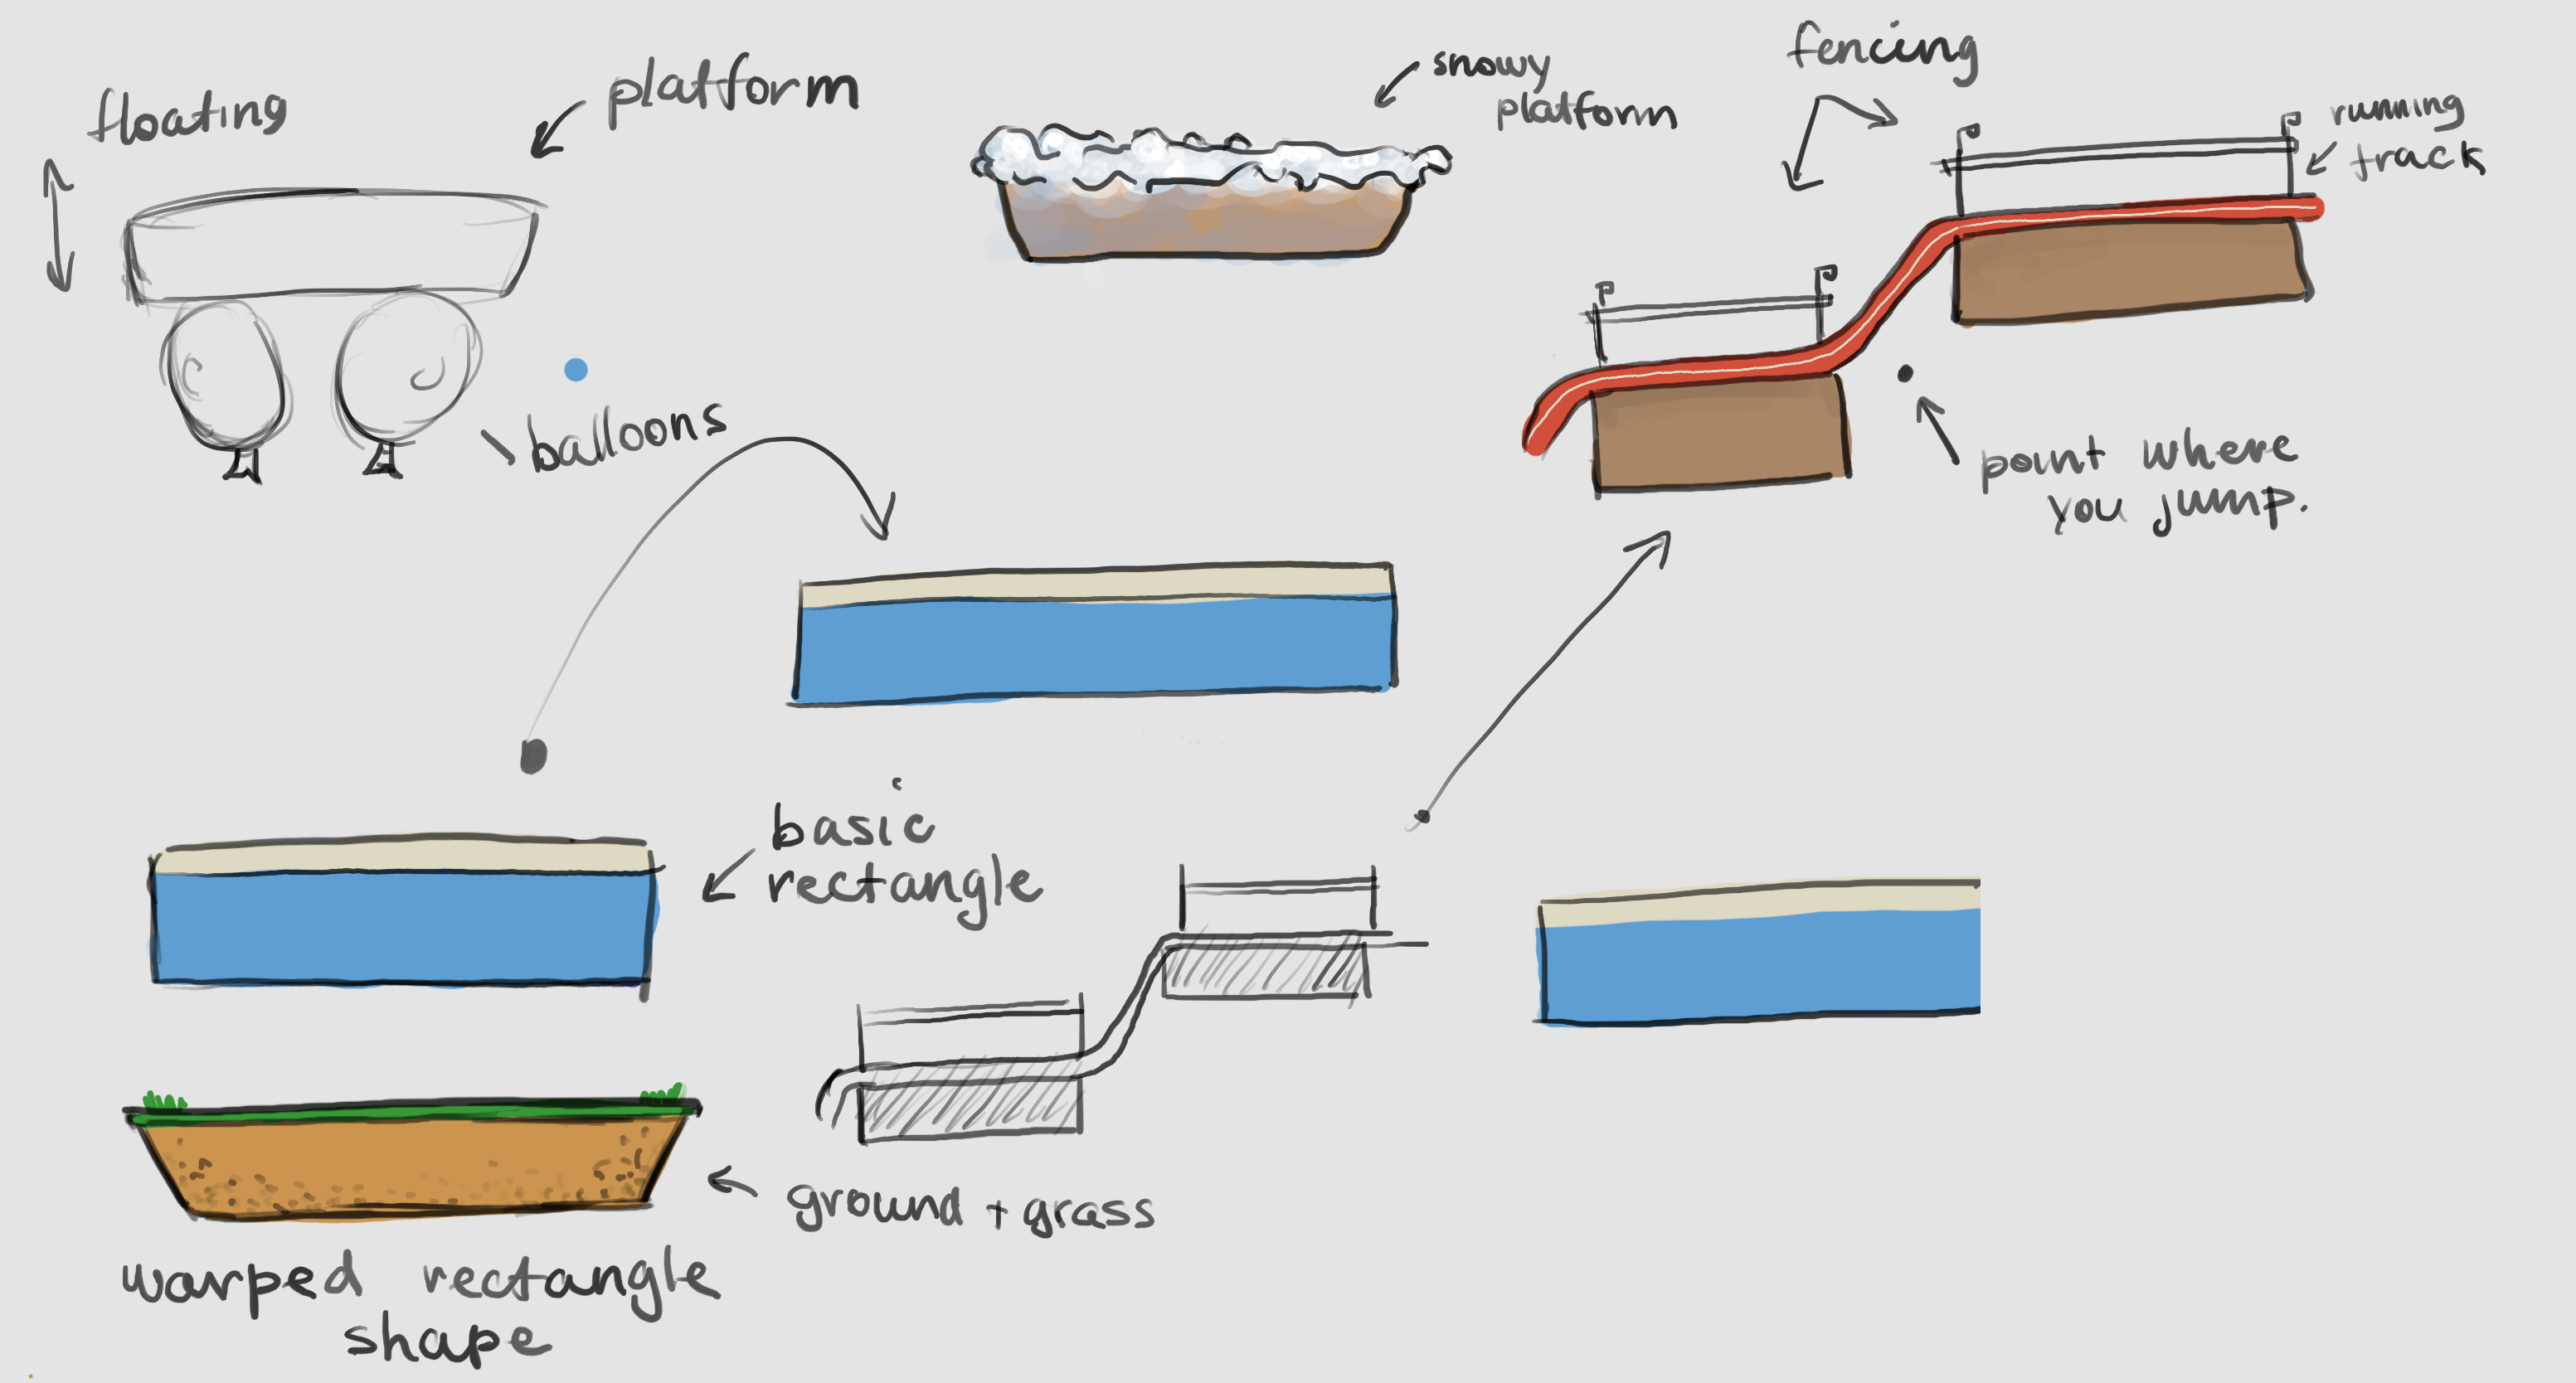 floating
platform
balloons
snowy
platform
fencing
running
track
point where
you jump.
basic
rectangle
ground + grass
warped rectangle
shape